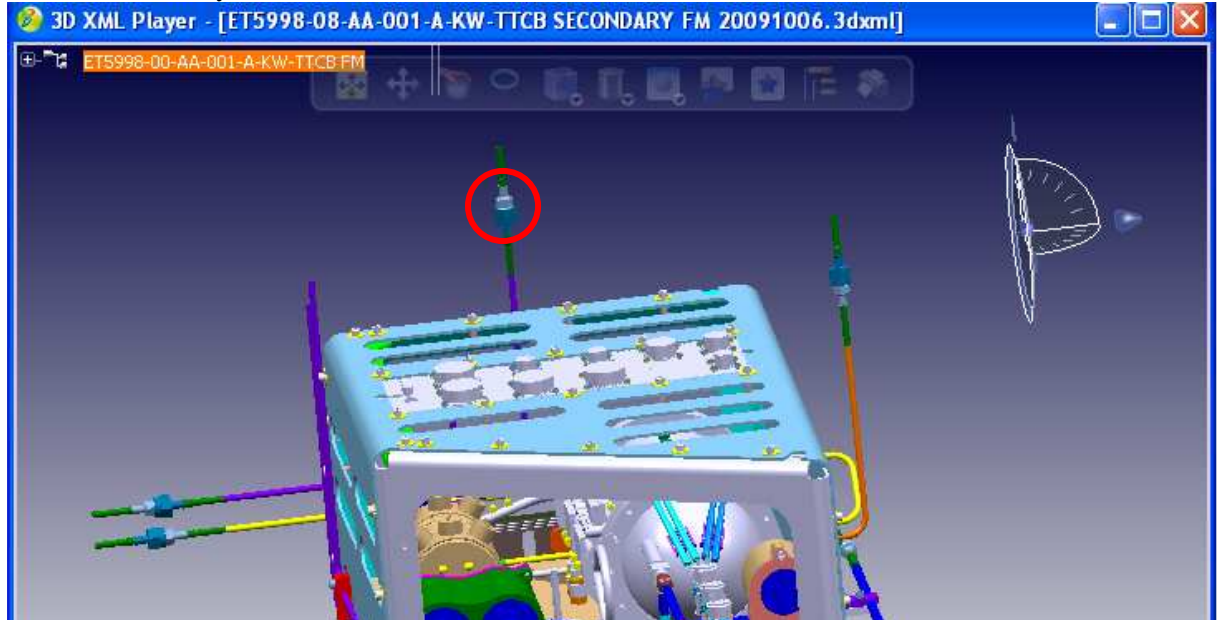 3D XML Player - [ET5998-08-AA-001-A-KW-TTCB SECONDARY FM 20091006.3dxml]
ET5998-00-AA-001-A-KW-TTCB FM